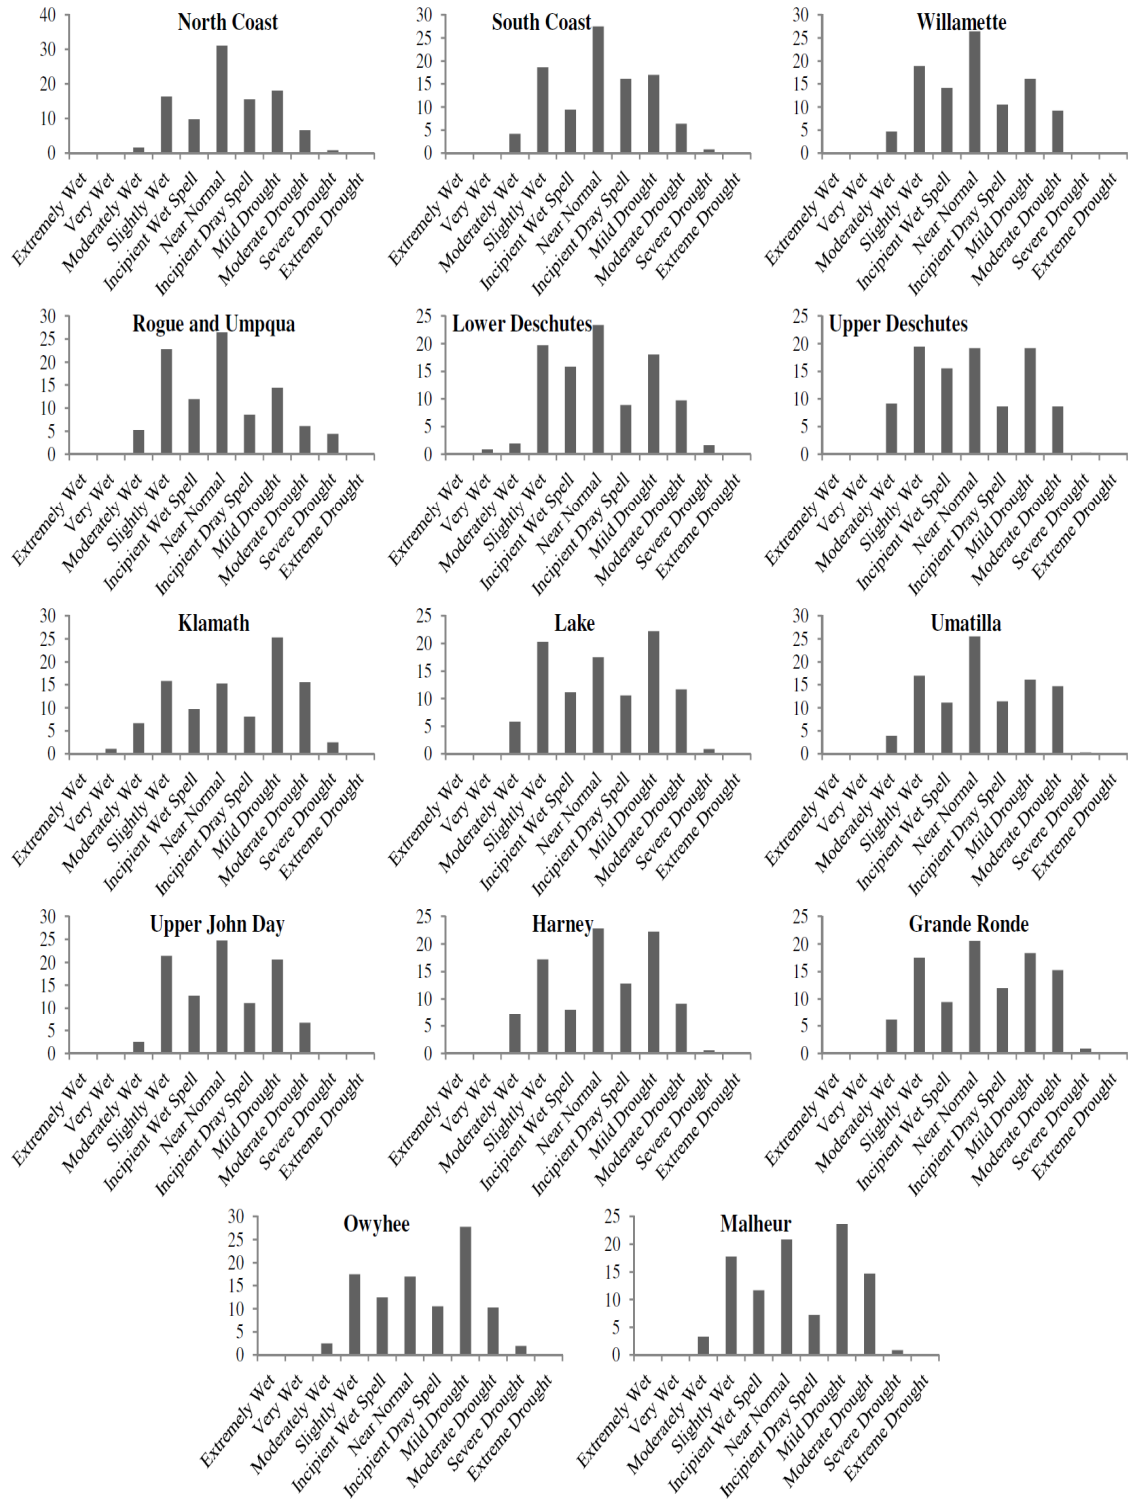 North Coast
40
30
20
10
0
Extremely Wet
Very Wet
Moderately Wet
Slightly Wet
Incipient Wet Spell
Near Normal
Incipient Dray Spell
Mild Drought
Moderate Drought
Severe Drought
Extreme Drought
South Coast
30
25
20
15
10
5
0
Extremely Wet
Very Wet
Moderately Wet
Slightly Wet
Incipient Wet Spell
Near Normal
Incipient Dray Spell
Mild Drought
Moderate Drought
Severe Drought
Extreme Drought
Willamette
30
25
20
15
10
5
0
Extremely Wet
Very Wet
Moderately Wet
Slightly Wet
Incipient Wet Spell
Near Normal
Incipient Dray Spell
Mild Drought
Moderate Drought
Severe Drought
Extreme Drought
Rogue and Umpqua
30
25
20
15
10
5
0
Extremely Wet
Very Wet
Moderately Wet
Slightly Wet
Incipient Wet Spell
Near Normal
Incipient Dray Spell
Mild Drought
Moderate Drought
Severe Drought
Extreme Drought
Lower Deschutes
25
20
15
10
5
0
Extremely Wet
Very Wet
Moderately Wet
Slightly Wet
Incipient Wet Spell
Near Normal
Incipient Dray Spell
Mild Drought
Moderate Drought
Severe Drought
Extreme Drought
Upper Deschutes
25
20
15
10
5
0
Extremely Wet
Very Wet
Moderately Wet
Slightly Wet
Incipient Wet Spell
Near Normal
Incipient Dray Spell
Mild Drought
Moderate Drought
Severe Drought
Extreme Drought
Klamath
30
25
20
15
10
5
0
Extremely Wet
Very Wet
Moderately Wet
Slightly Wet
Incipient Wet Spell
Near Normal
Incipient Dray Spell
Mild Drought
Moderate Drought
Severe Drought
Extreme Drought
Lake
25
20
15
10
5
0
Extremely Wet
Very Wet
Moderately Wet
Slightly Wet
Incipient Wet Spell
Near Normal
Incipient Dray Spell
Mild Drought
Moderate Drought
Severe Drought
Extreme Drought
Umatilla
30
25
20
15
10
5
0
Extremely Wet
Very Wet
Moderately Wet
Slightly Wet
Incipient Wet Spell
Near Normal
Incipient Dray Spell
Mild Drought
Moderate Drought
Severe Drought
Extreme Drought
Upper John Day
30
25
20
15
10
5
0
Extremely Wet
Very Wet
Moderately Wet
Slightly Wet
Incipient Wet Spell
Near Normal
Incipient Dray Spell
Mild Drought
Moderate Drought
Severe Drought
Extreme Drought
Harney
25
20
15
10
5
0
Extremely Wet
Very Wet
Moderately Wet
Slightly Wet
Incipient Wet Spell
Near Normal
Incipient Dray Spell
Mild Drought
Moderate Drought
Severe Drought
Extreme Drought
Grande Ronde
25
20
15
10
5
0
Extremely Wet
Very Wet
Moderately Wet
Slightly Wet
Incipient Wet Spell
Near Normal
Incipient Dray Spell
Mild Drought
Moderate Drought
Severe Drought
Extreme Drought
Owyhee
30
25
20
15
10
5
0
Extremely Wet
Very Wet
Moderately Wet
Slightly Wet
Incipient Wet Spell
Near Normal
Incipient Dray Spell
Mild Drought
Moderate Drought
Severe Drought
Extreme Drought
Malheur
25
20
15
10
5
0
Extremely Wet
Very Wet
Moderately Wet
Slightly Wet
Incipient Wet Spell
Near Normal
Incipient Dray Spell
Mild Drought
Moderate Drought
Severe Drought
Extreme Drought